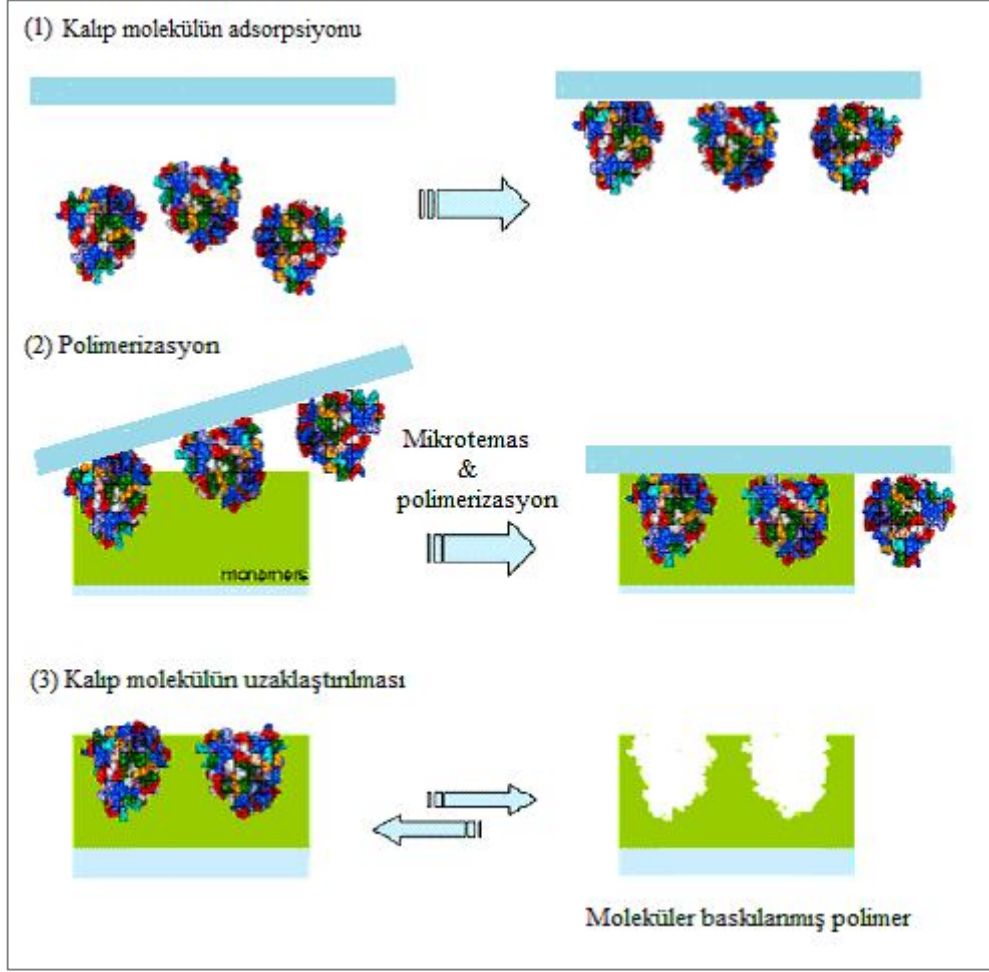 (1) Kalıp molekülün adsorpsiyonu
(2) Polimerizasyon
Mikrotemas
&
polimerizasyon
monomers
(3) Kalıp molekülün uzaklaştırılması
Moleküler baskılanmış polimer